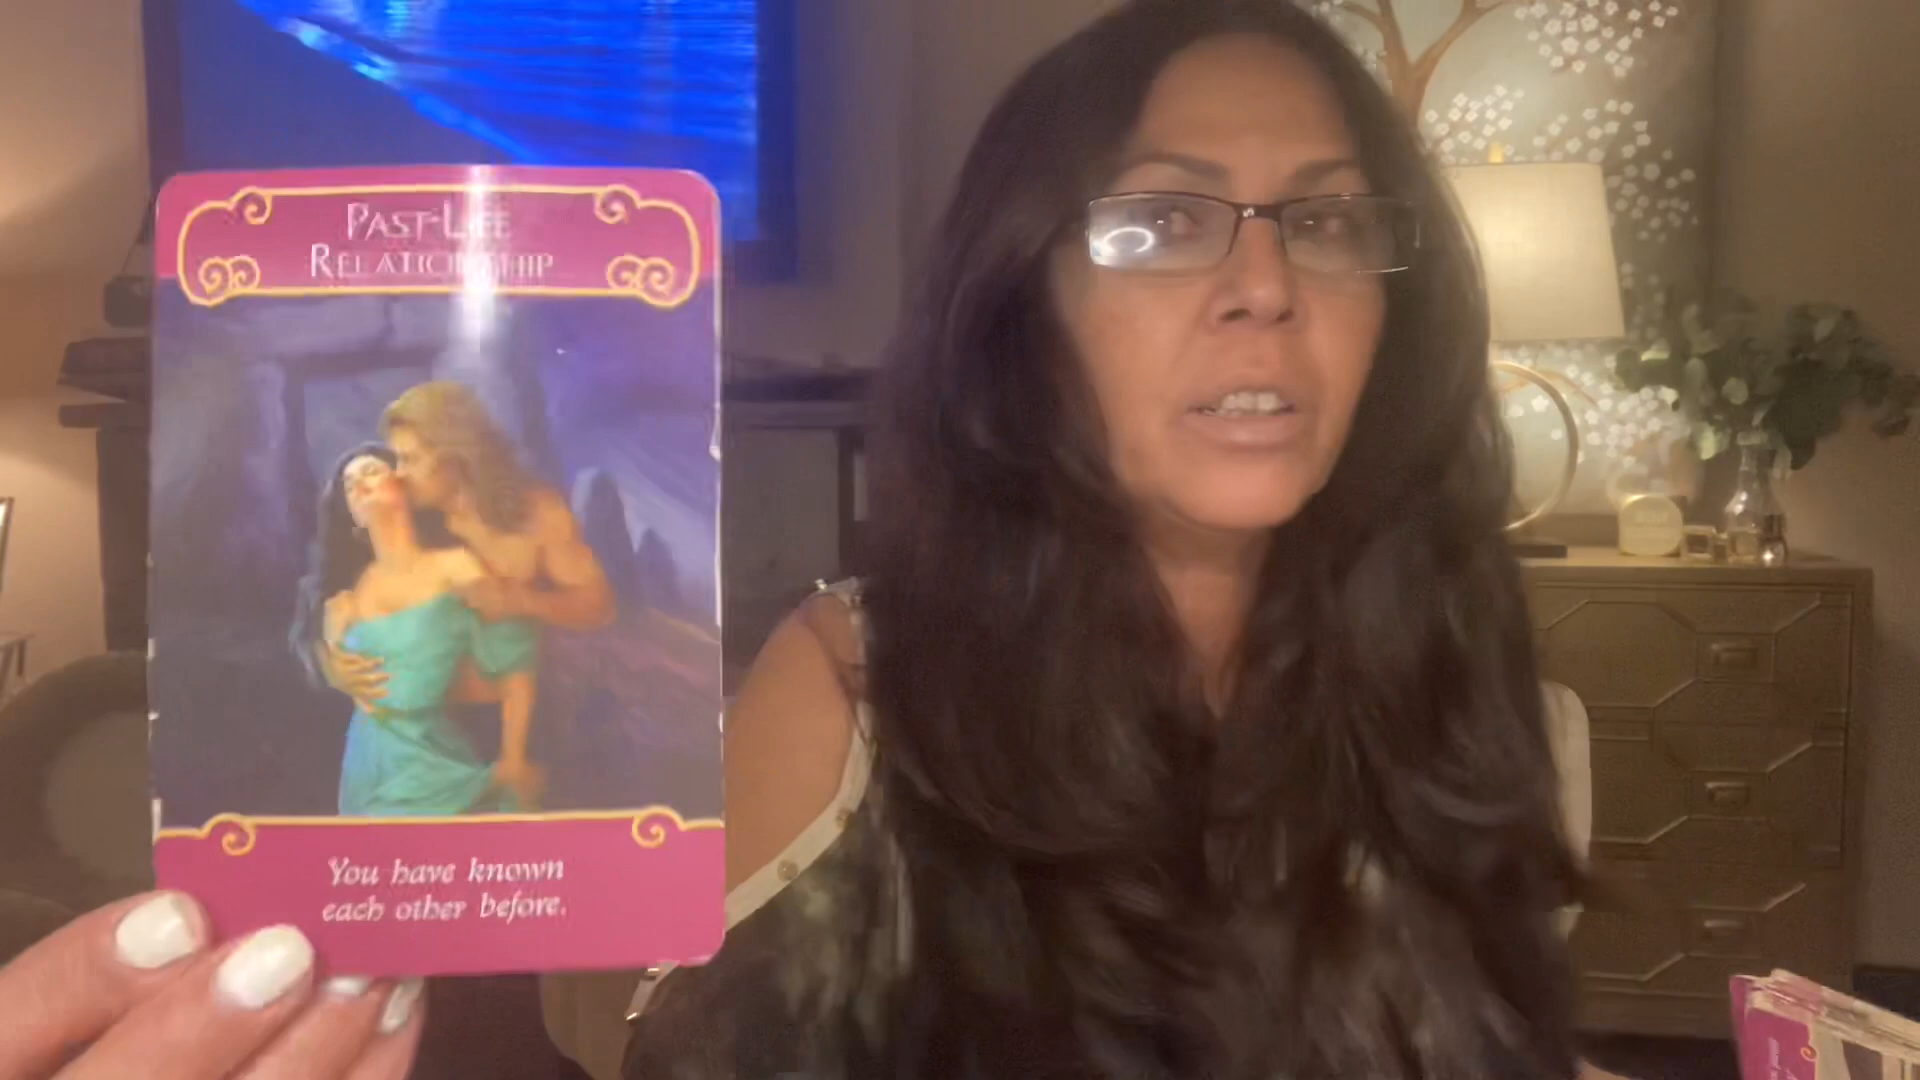 PAST-LIFE
RELATIONSHIP
You have known
each other before.